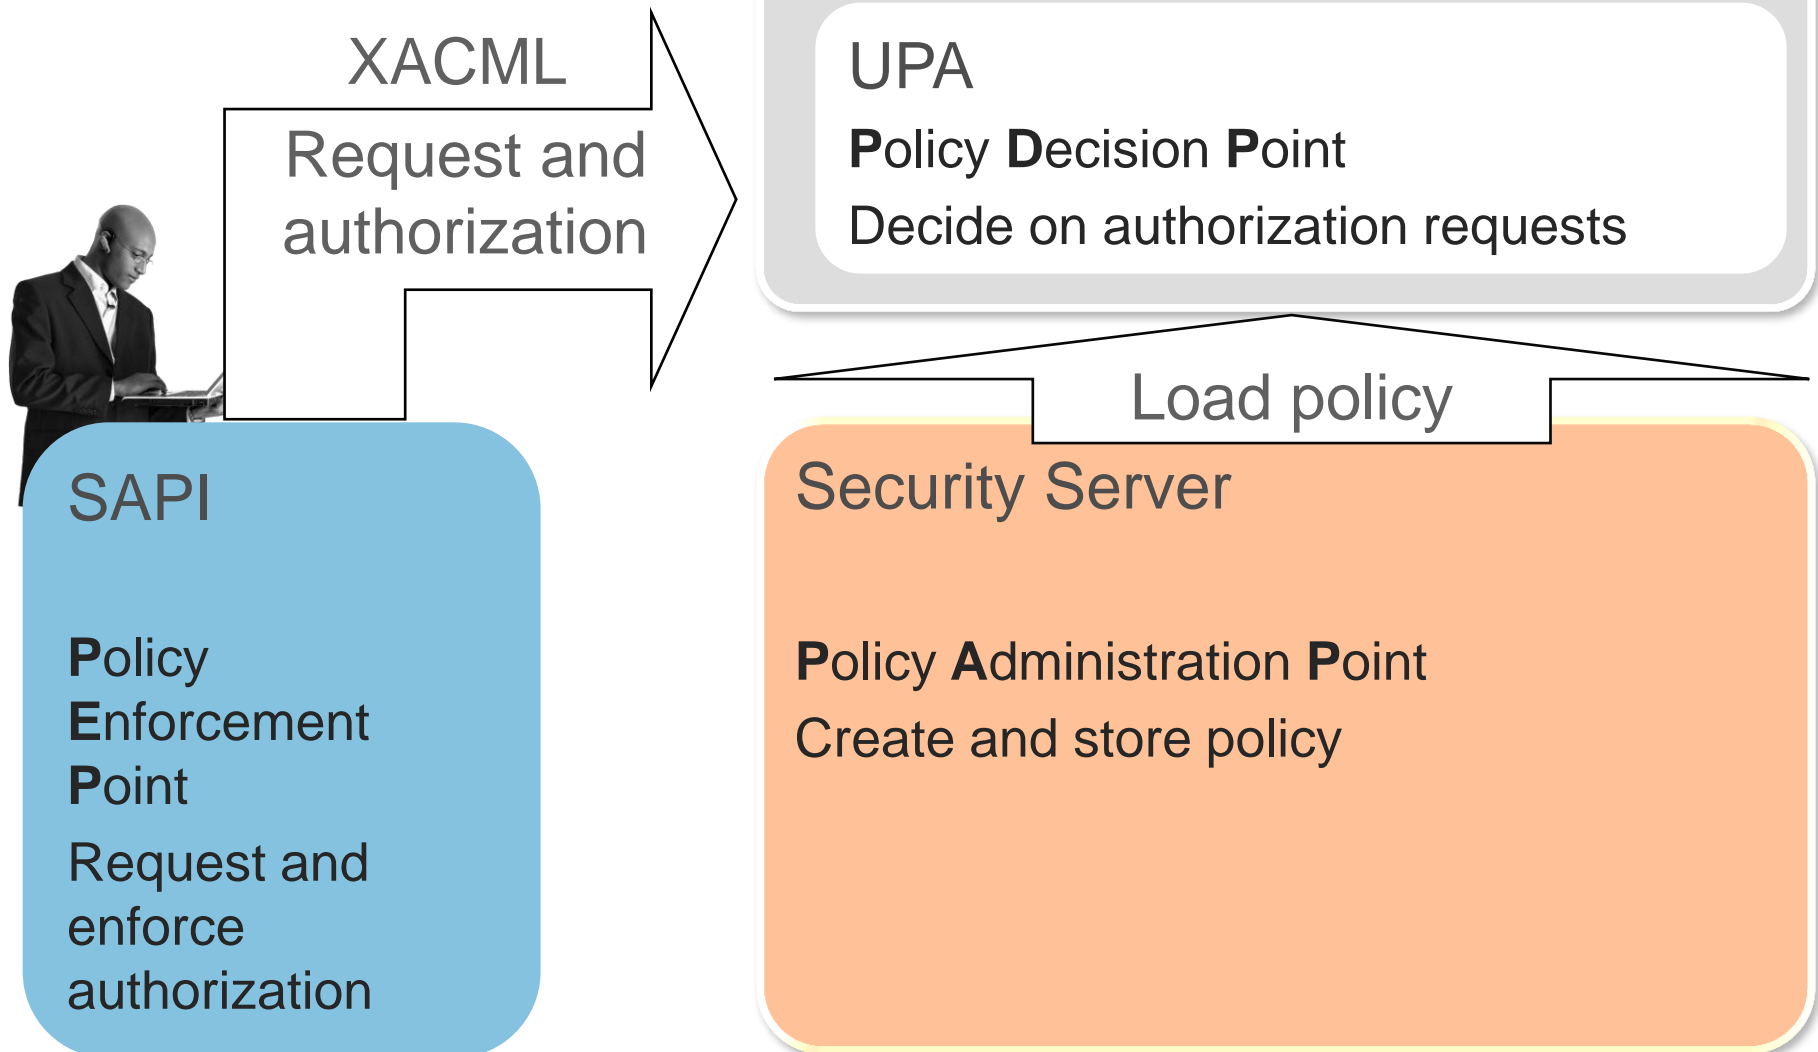 XACML
Request and
authorization
UPA
Policy Decision Point
Decide on authorization requests
Load policy
SAPI
Policy
Enforcement
Point
Request and
enforce
authorization
Security Server
Policy Administration Point
Create and store policy